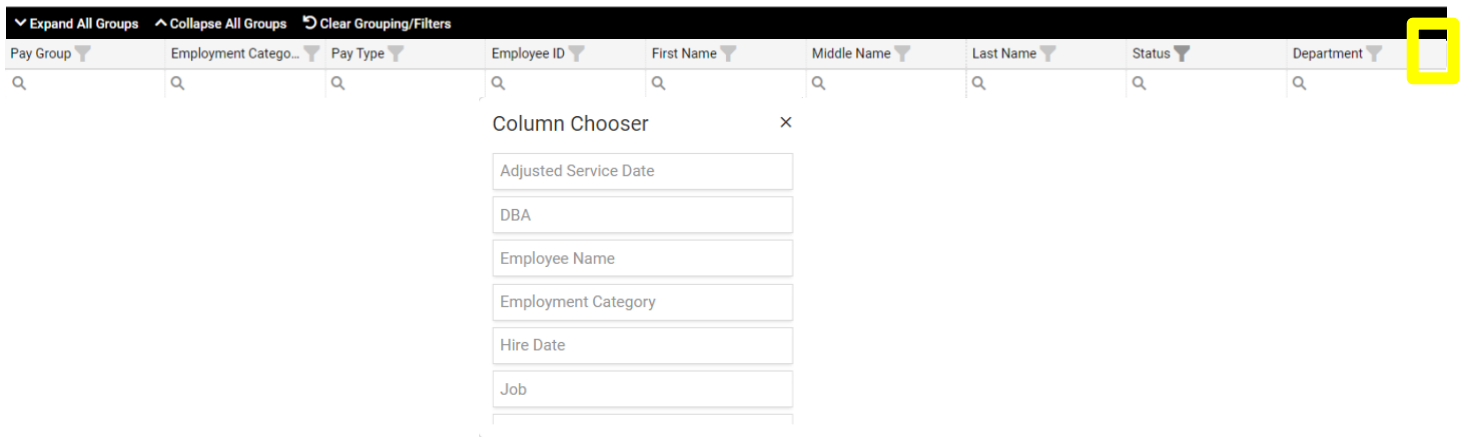 Expand All Groups Collapse All Groups Clear Grouping/Filters
Pay Group Employment Catego... Pay Type Employee ID First Name Middle Name Last Name Status Department
Column Chooser ×
Adjusted Service Date
DBA
Employee Name
Employment Category
Hire Date
Job